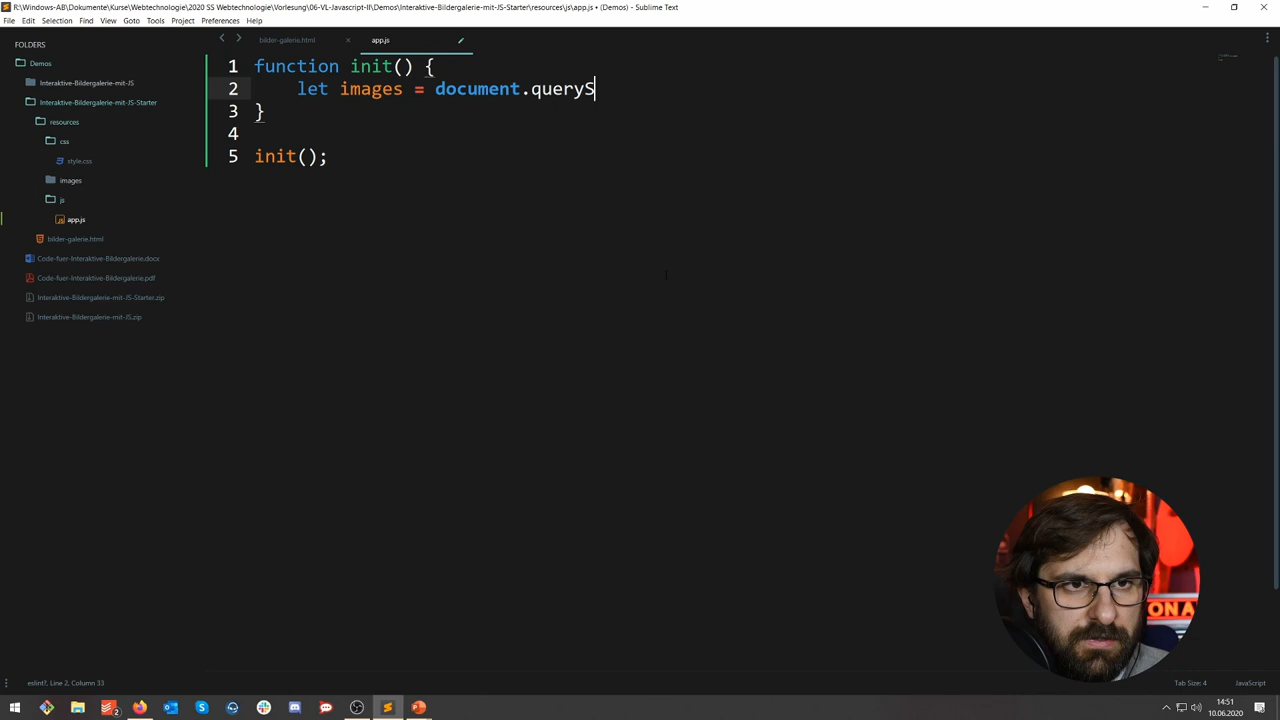 R:\Windows-AB\Dokumente\Kurse\Webtechnologie\2020 SS Webtechnologie\Vorlesung\06-VL-Javascript-II\Demos\Interaktive-Bildergalerie-mit-JS-Starter\resources\js\app.js • (Demos) - Sublime Text
File Edit Selection Find View Goto Tools Project Preferences Help
FOLDERS
Demos
Interaktive-Bildergalerie-mit-JS
Interaktive-Bildergalerie-mit-JS-Starter
resources
css
style.css
images
js
app.js
bilder-galerie.html
Code-fuer-Interaktive-Bildergalerie.docx
Code-fuer-Interaktive-Bildergalerie.pdf
Interaktive-Bildergalerie-mit-JS-Starter.zip
Interaktive-Bildergalerie-mit-JS.zip
bilder-galerie.html app.js
1 function init() {
2 let images = document.queryS
3 }
4
5 init();
ON A
eslint?, Line 2, Column 33 Tab Size: 4 JavaScript
2
14:51
10.06.2020